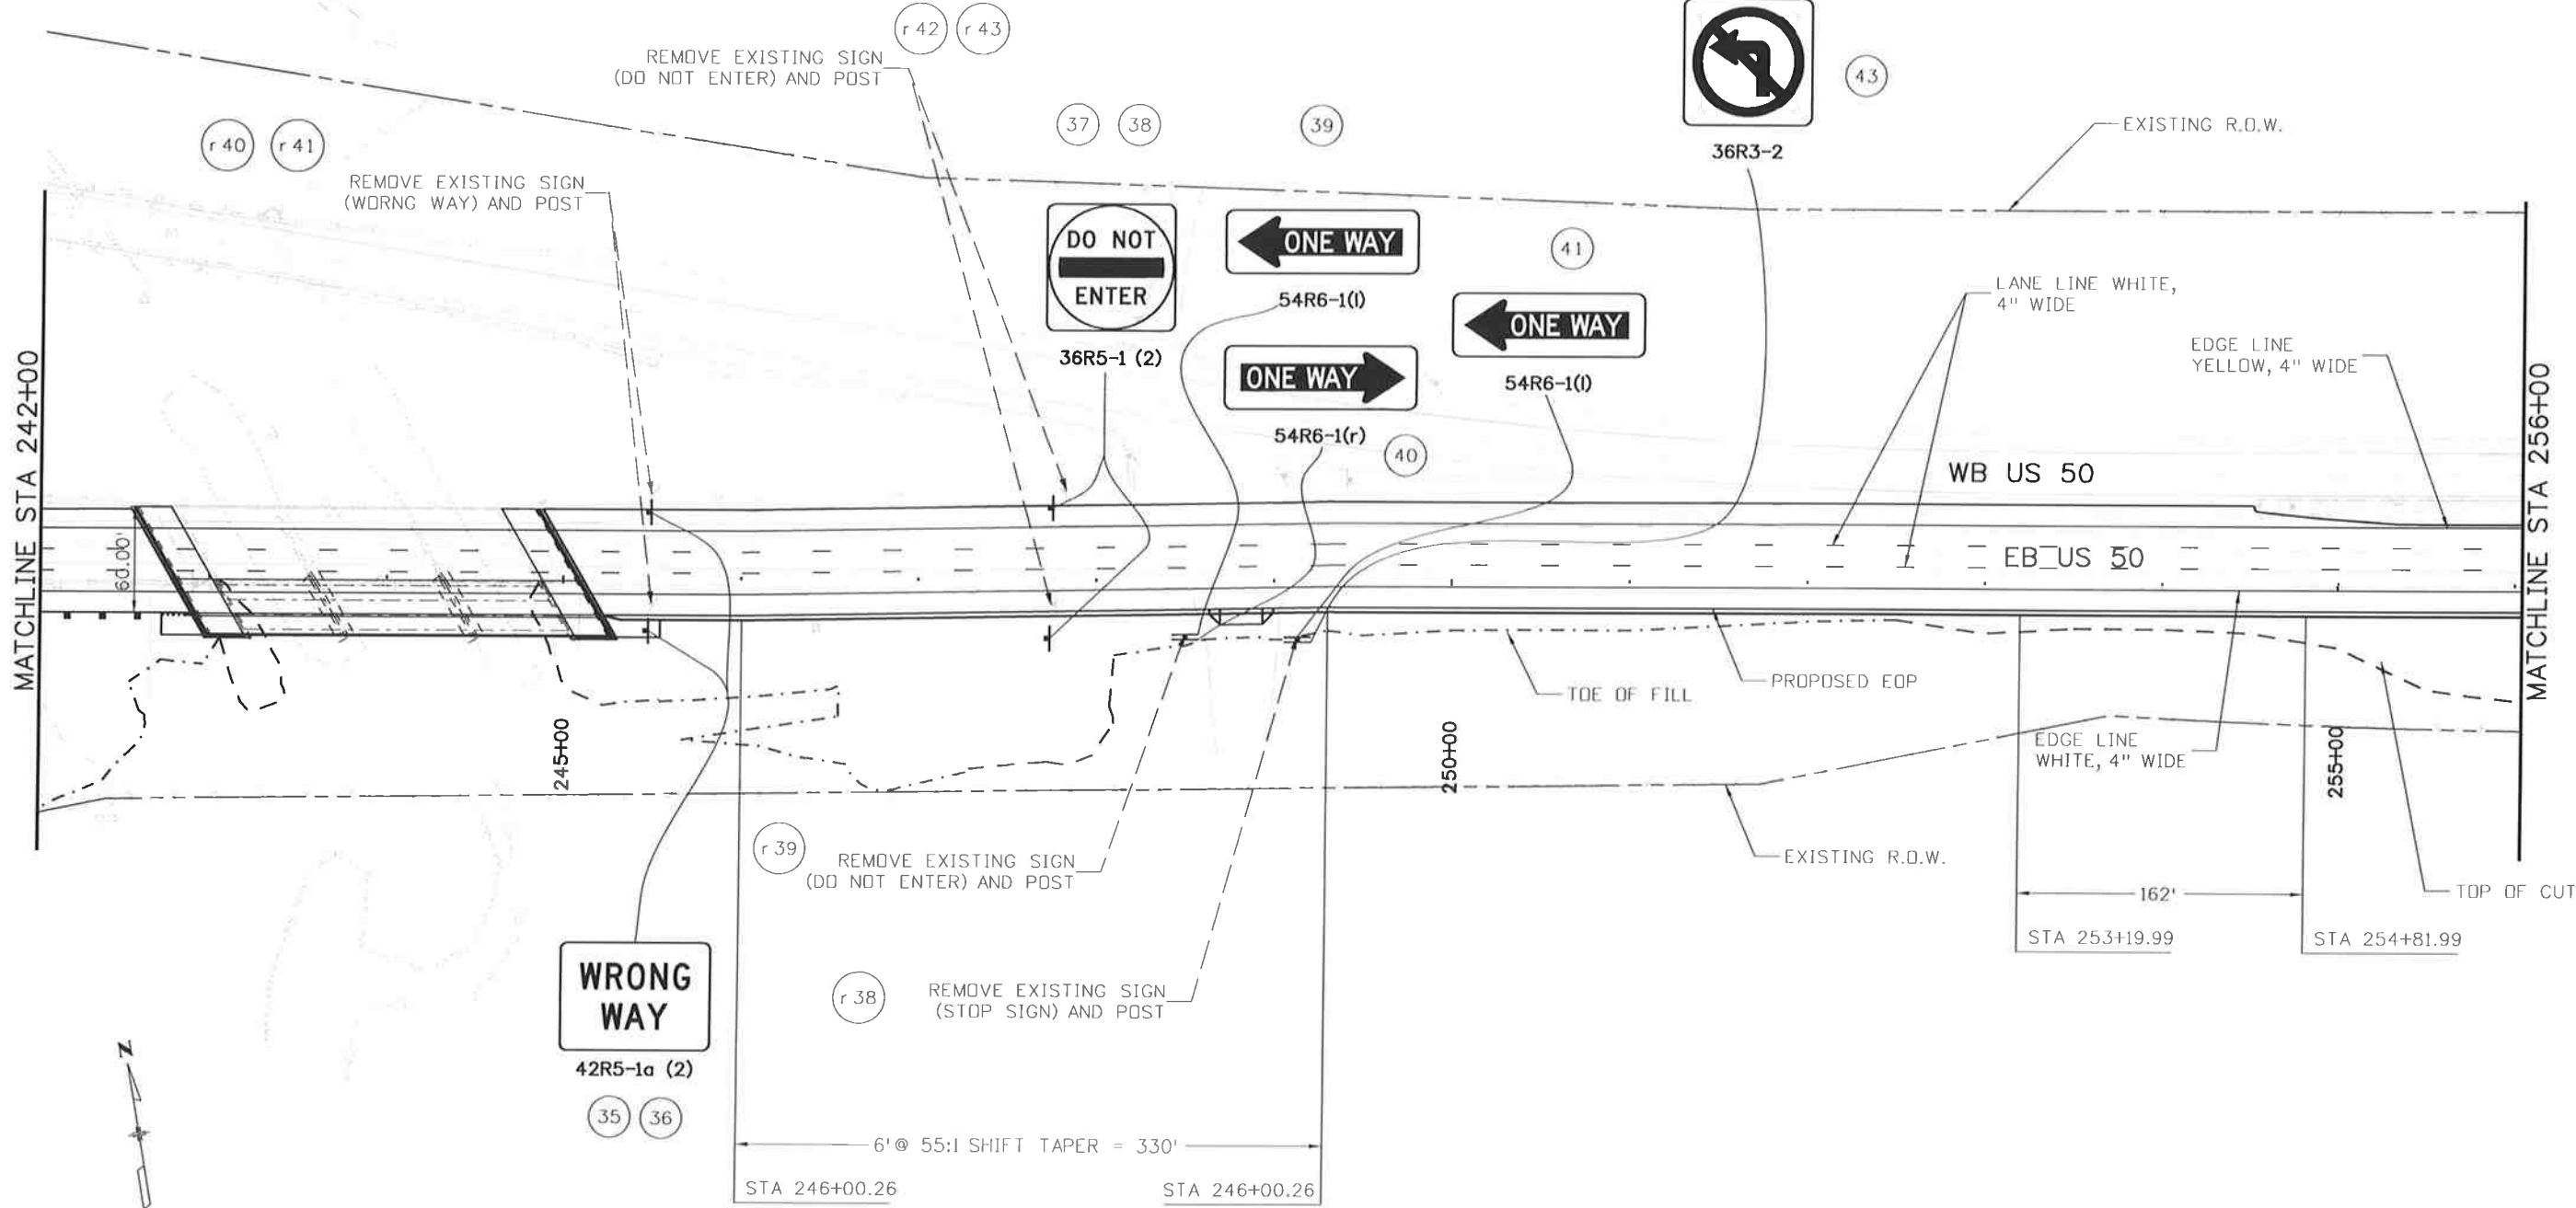 r 42 r 43
REMOVE EXISTING SIGN
(DO NOT ENTER) AND POST
43
36R3-2
EXISTING R.O.W.
r 40 r 41
37 38
39
REMOVE EXISTING SIGN
(WORNG WAY) AND POST
DO NOT
ENTER
36R5-1 (2)
ONE WAY
54R6-1(l)
41
ONE WAY
54R6-1(l)
ONE WAY
54R6-1(r)
40
LANE LINE WHITE,
4" WIDE
EDGE LINE
YELLOW, 4" WIDE
MATCHLINE STA 242+00
MATCHLINE STA 256+00
WB US 50
EB US 50
60.00'
TOE OF FILL
PROPOSED EOP
245+00
250+00
255+00
EDGE LINE
WHITE, 4" WIDE
r 39
REMOVE EXISTING SIGN
(DO NOT ENTER) AND POST
EXISTING R.O.W.
162'
TOP OF CUT
STA 253+19.99
STA 254+81.99
r 38
REMOVE EXISTING SIGN
(STOP SIGN) AND POST
WRONG
WAY
42R5-1a (2)
35 36
N
6' @ 55:1 SHIFT TAPER = 330'
STA 246+00.26
STA 246+00.26